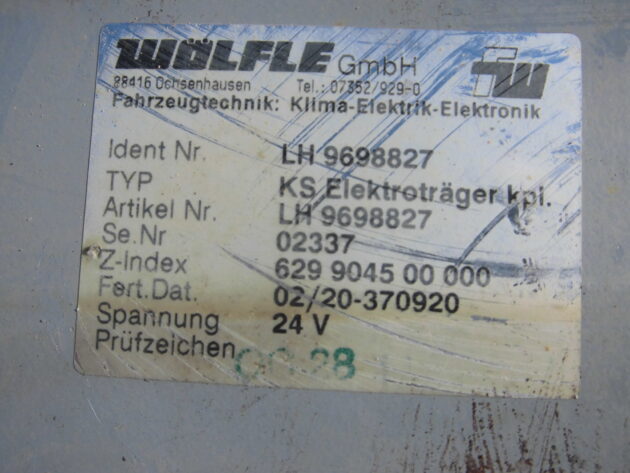 WÖLFLE GmbH
88416 Ochsenhausen Tel.: 07352/929-0
Fahrzeugtechnik: Klima-Elektrik-Elektronik
Ident Nr. LH 9698827
TYP KS Elektroträger kpl.
Artikel Nr. LH 9698827
Se.Nr 02337
Z-Index 629 9045 00 000
Fert.Dat. 02/20-370920
Spannung 24 V
Prüfzeichen 28